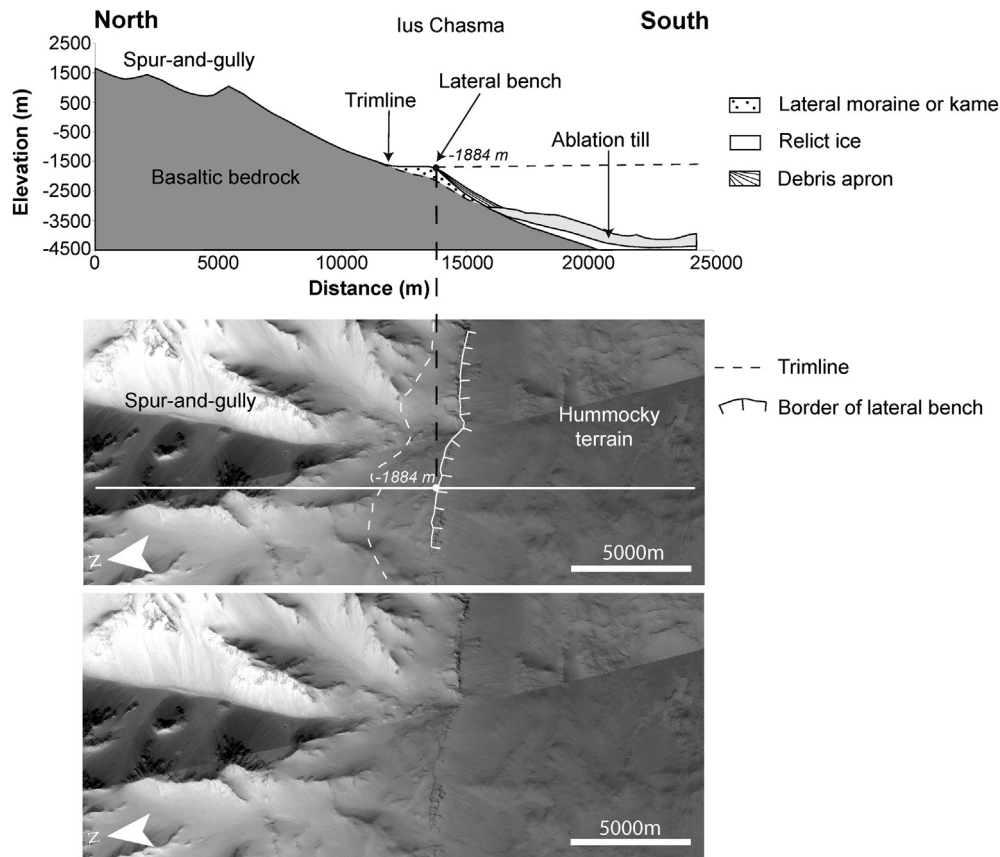 North
Ius Chasma
South
2500
1500
500
-500
-1500
-2500
-3500
-4500
Elevation (m)
Spur-and-gully
Trimline
Lateral bench
-1884 m
Ablation till
Basaltic bedrock
Lateral moraine or kame
Relict ice
Debris apron
0
5000
10000
15000
20000
25000
Distance (m)
Spur-and-gully
Hummocky
terrain
-1884 m
N
5000m
Trimline
Border of lateral bench
N
5000m